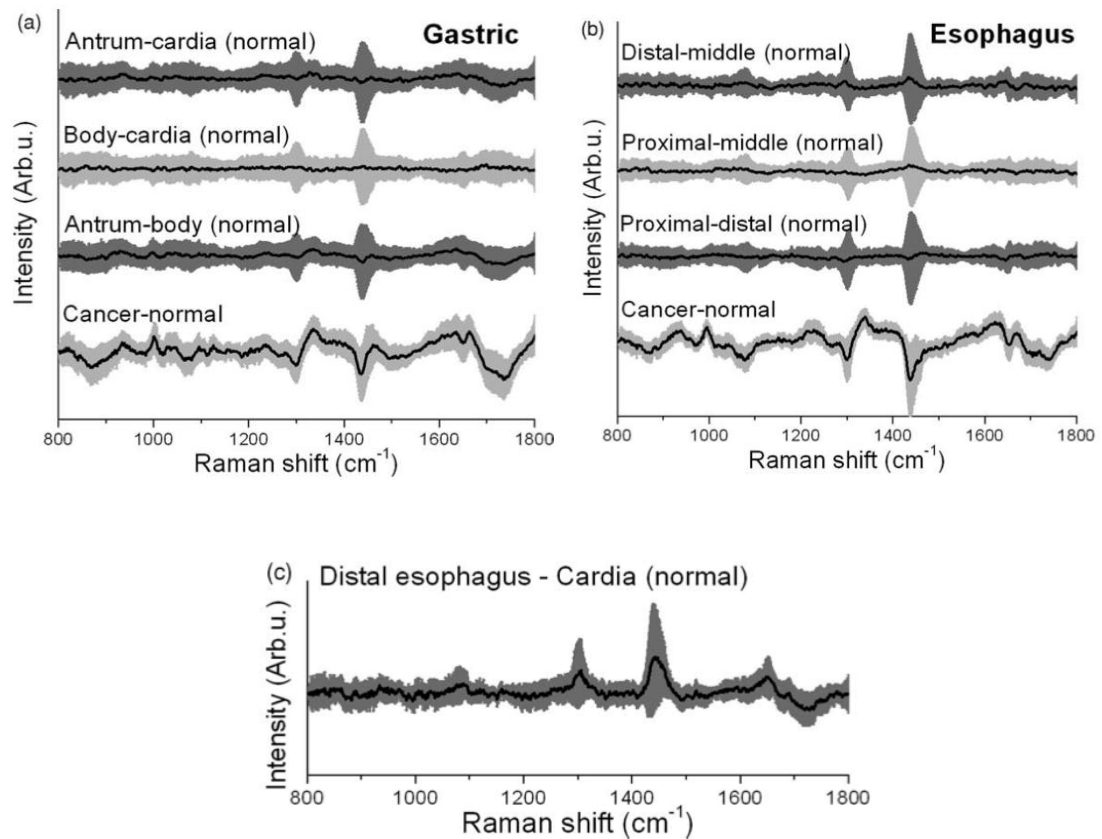 (a)
Gastric
Antrum-cardia (normal)
Body-cardia (normal)
Antrum-body (normal)
Cancer-normal
Intensity (Arb.u.)
800 1000 1200 1400 1600 1800
Raman shift (cm⁻¹)
(b)
Esophagus
Distal-middle (normal)
Proximal-middle (normal)
Proximal-distal (normal)
Cancer-normal
Intensity (Arb.u.)
800 1000 1200 1400 1600 1800
Raman shift (cm⁻¹)
(c) Distal esophagus - Cardia (normal)
Intensity (Arb.u.)
800 1000 1200 1400 1600 1800
Raman shift (cm⁻¹)